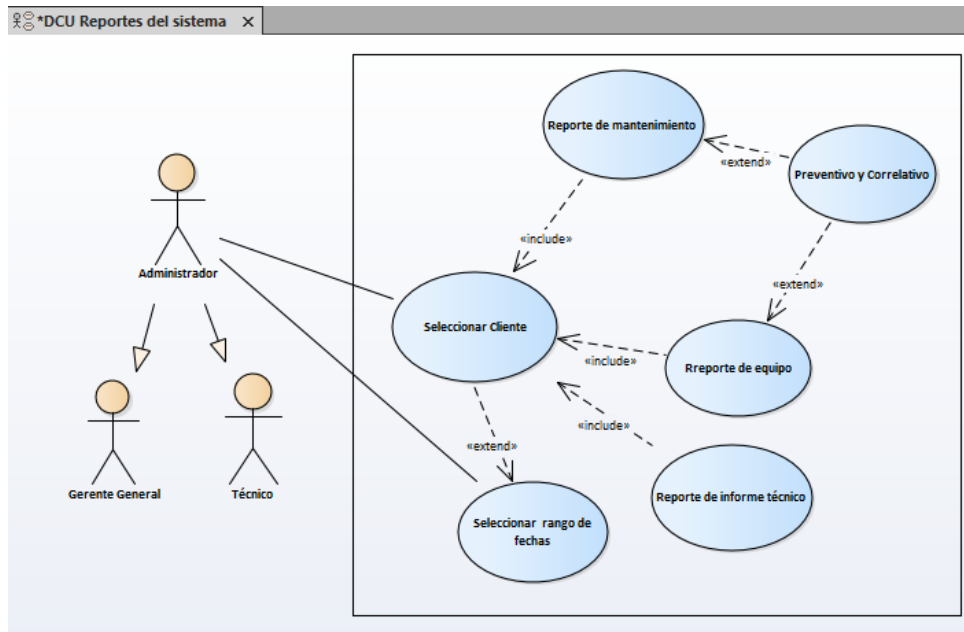 *DCU Reportes del sistema
Reporte de mantenimiento
«extend»
Preventivo y Correlativo
«include»
Administrador
«extend»
Seleccionar Cliente
«include»
Rreporte de equipo
«include»
«extend»
Gerente General
Técnico
Reporte de informe técnico
Seleccionar rango de
fechas